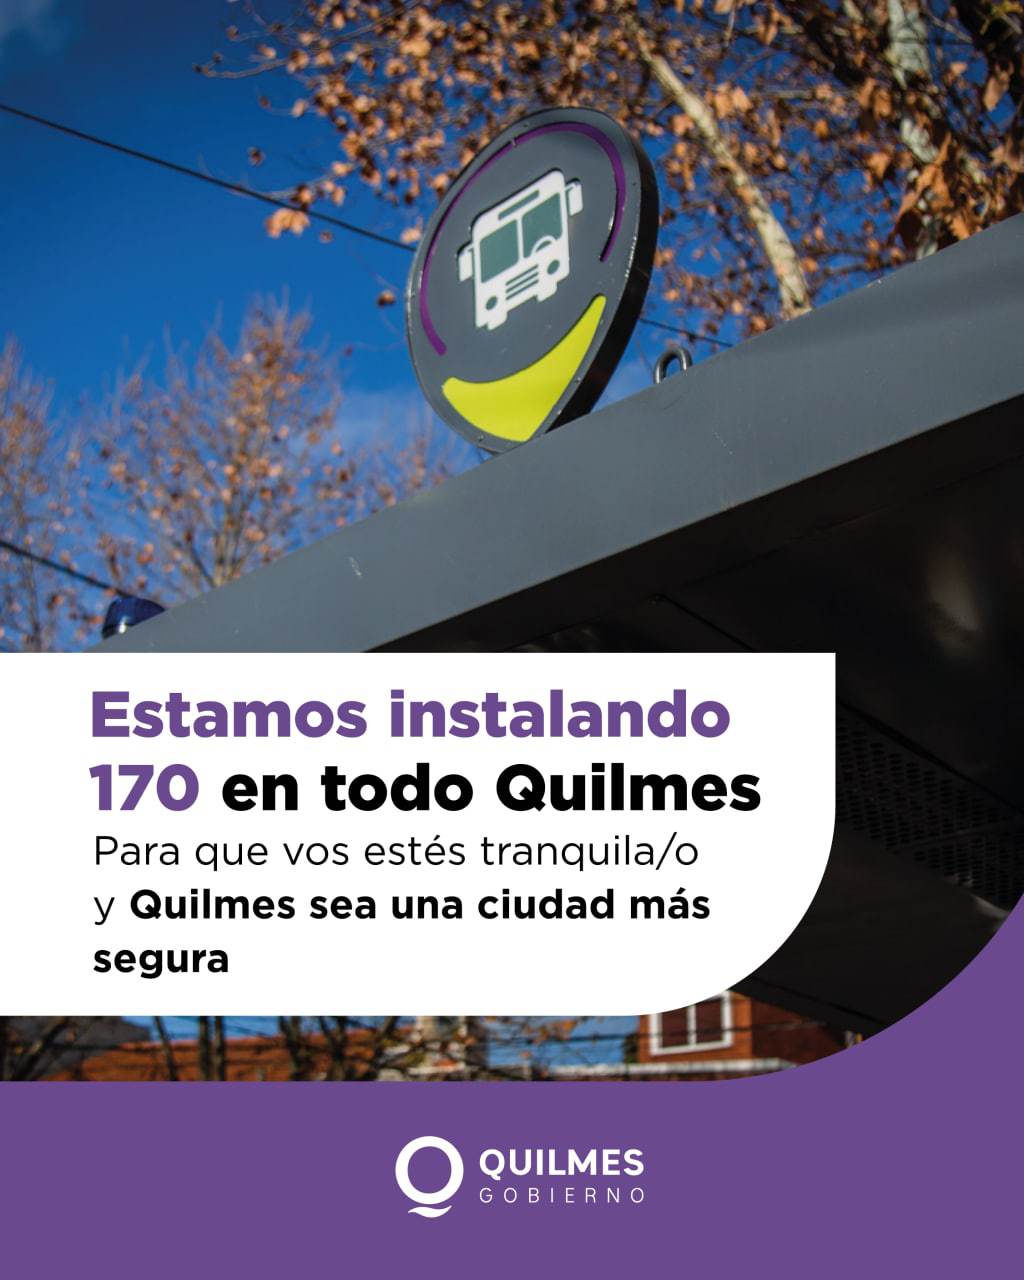 Estamos instalando
170 en todo Quilmes
Para que vos estés tranquila/o
y Quilmes sea una ciudad más
segura
QUILMES
GOBIERNO